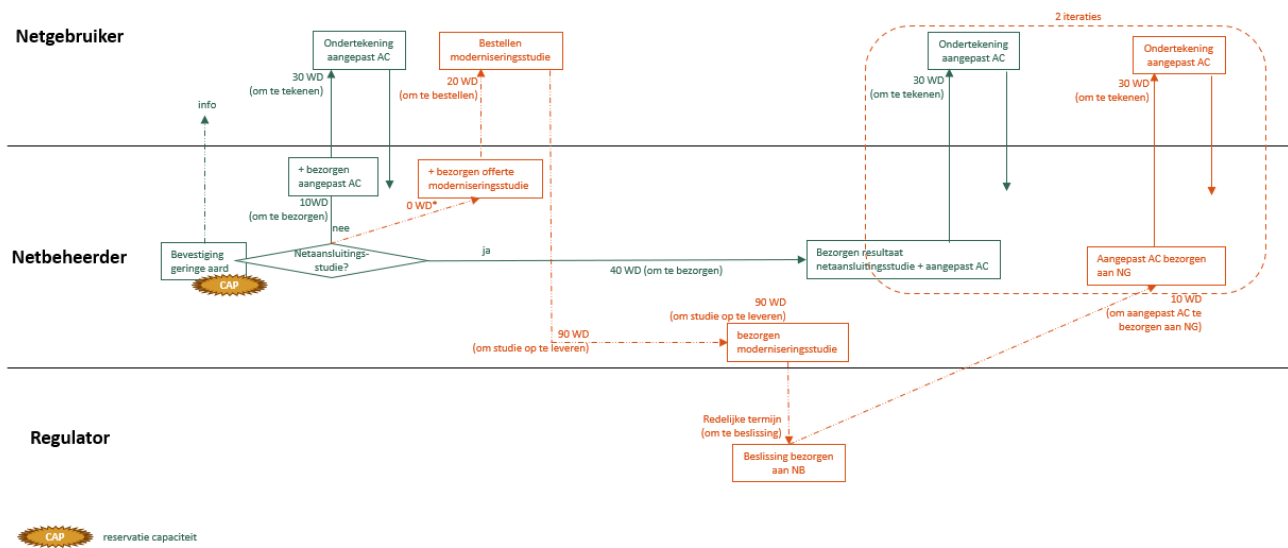 2 iteraties
Netgebruiker
Ondertekening
aangepast AC
Bestellen
moderniseringsstudie
Ondertekening
aangepast AC
Ondertekening
aangepast AC
30 WD
(om te tekenen)
20 WD
(om te bestellen)
30 WD
(om te tekenen)
30 WD
(om te tekenen)
info
+ bezorgen
aangepast AC
+ bezorgen offerte
moderniseringsstudie
10WD
(om te bezorgen)
0 WD*
nee
Netbeheerder
Bevestiging
geringe aard
CAP
Netaansluitings-
studie?
ja
40 WD (om te bezorgen)
Bezorgen resultaat
netaansluitingsstudie + aangepast AC
Aangepast AC bezorgen
aan NG
10 WD
(om aangepast AC te
bezorgen aan NG)
90 WD
(om studie op te leveren)
90 WD
(om studie op te leveren)
bezorgen
moderniseringsstudie
Regulator
Redelijke termijn
(om te beslissing)
Beslissing bezorgen
aan NB
CAP
reservatie capaciteit